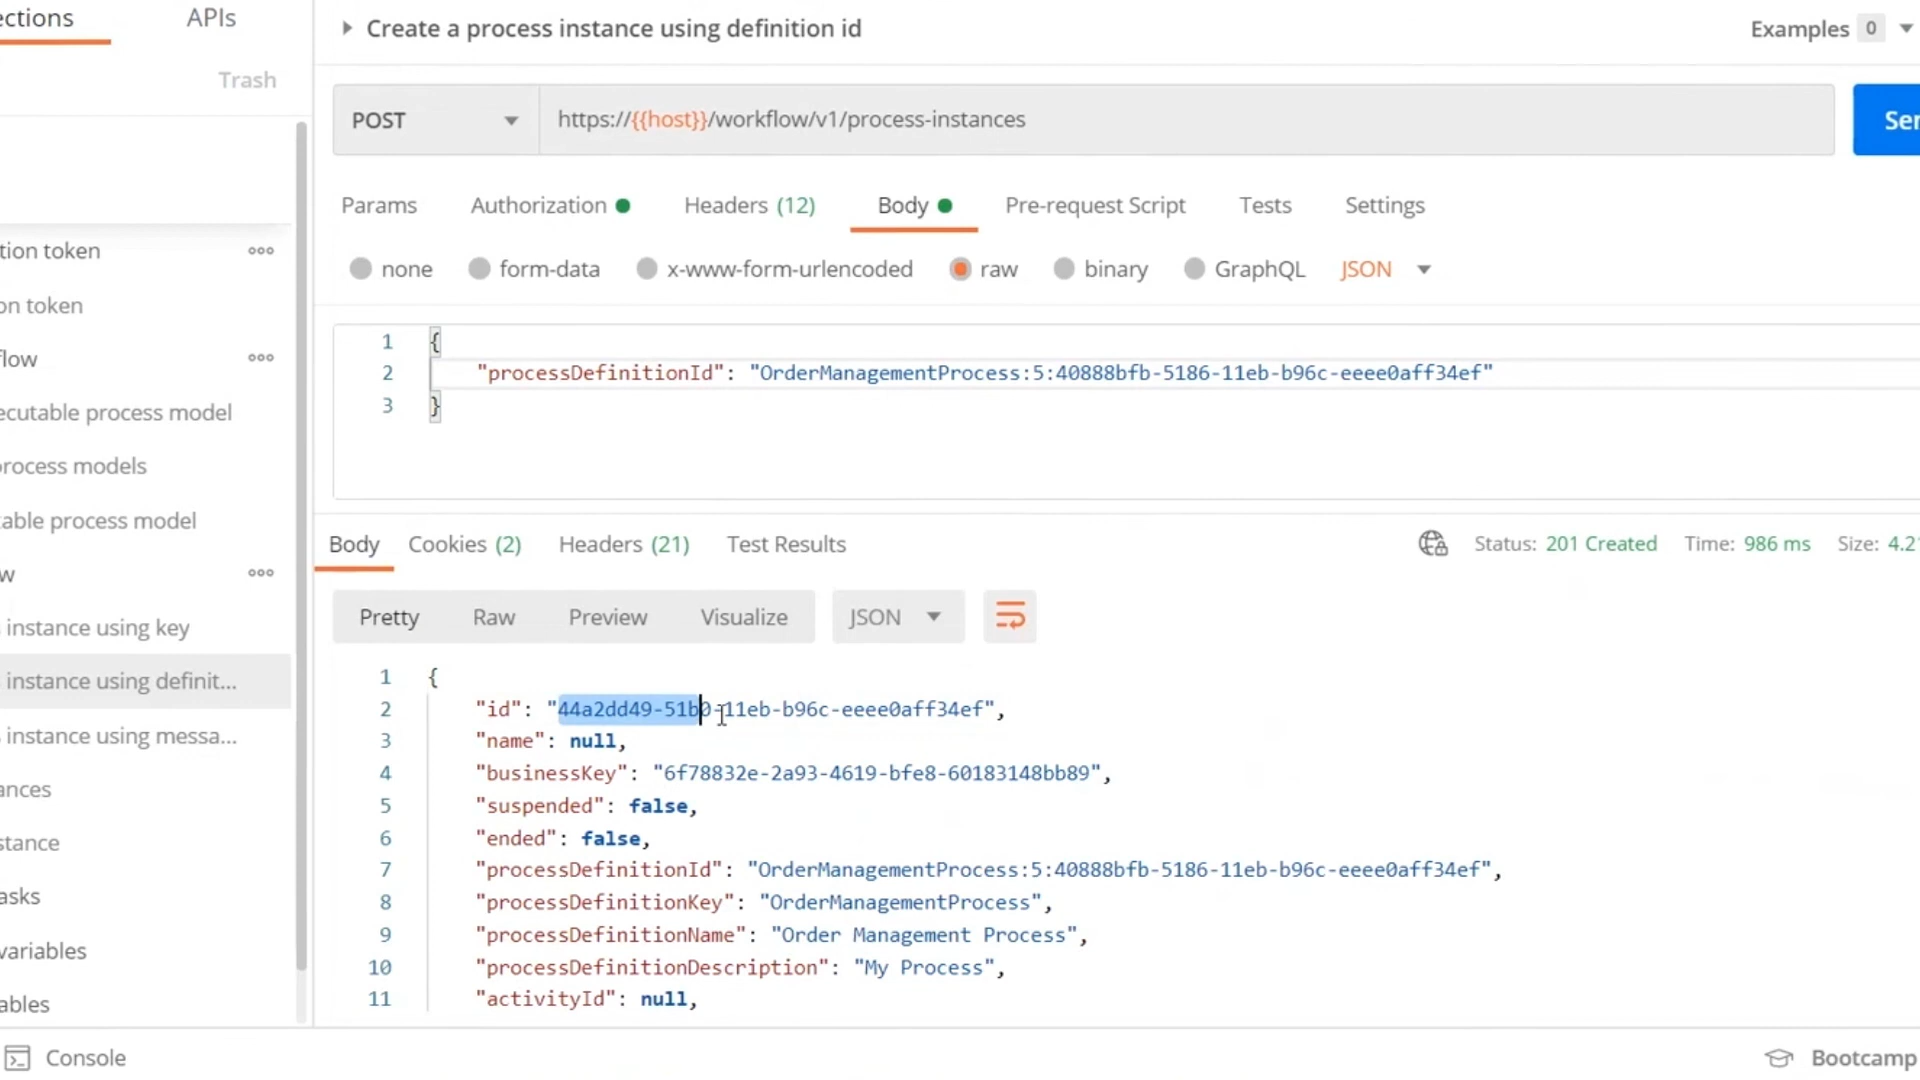 ections
APIs
Trash
tion token
on token
flow
ecutable process model
process models
table process model
w
instance using key
instance using definit...
instance using messa...
ances
stance
asks
variables
ables
Create a process instance using definition id
Examples 0
POST
https://{{host}}/workflow/v1/process-instances
Sen
Params
Authorization
Headers (12)
Body
Pre-request Script
Tests
Settings
none
form-data
x-www-form-urlencoded
raw
binary
GraphQL
JSON
1 {
2 "processDefinitionId": "OrderManagementProcess:5:40888bfb-5186-11eb-b96c-eeee0aff34ef"
3 }
Body
Cookies (2)
Headers (21)
Test Results
Status: 201 Created
Time: 986 ms
Size: 4.21
Pretty
Raw
Preview
Visualize
JSON
1 {
2 "id": "44a2dd49-51b0-11eb-b96c-eeee0aff34ef",
3 "name": null,
4 "businessKey": "6f78832e-2a93-4619-bfe8-60183148bb89",
5 "suspended": false,
6 "ended": false,
7 "processDefinitionId": "OrderManagementProcess:5:40888bfb-5186-11eb-b96c-eeee0aff34ef",
8 "processDefinitionKey": "OrderManagementProcess",
9 "processDefinitionName": "Order Management Process",
10 "processDefinitionDescription": "My Process",
11 "activityId": null,
Console
Bootcamp